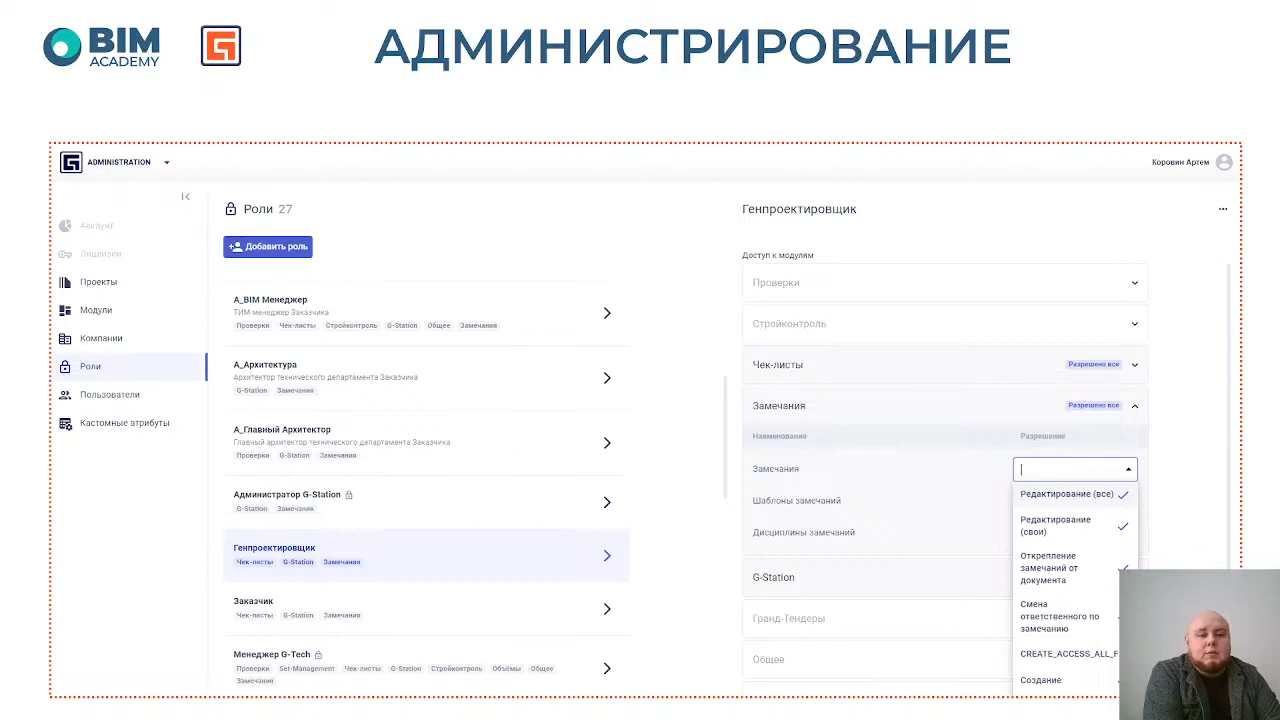 BIM
ACADEMY
АДМИНИСТРИРОВАНИЕ
ADMINISTRATION
Коровин Артем
Аккаунт
Лицензии
Проекты
Модули
Компании
Роли
Пользователи
Кастомные атрибуты
Роли 27
Добавить роль
А_BIM Менеджер
ТИМ менеджер Заказчика
Проверки Чек-листы Стройконтроль G-Station Общее Замечания
А_Архитектура
Архитектор технического департамента Заказчика
G-Station Замечания
А_Главный Архитектор
Главный архитектор технического департамента Заказчика
Проверки G-Station Замечания
Администратор G-Station
G-Station Замечания
Генпроектировщик
Чек-листы G-Station Замечания
Заказчик
Чек-листы G-Station Замечания
Менеджер G-Tech
Проверки Set-Management Чек-листы G-Station Стройконтроль Объёмы Общее
Замечания
Генпроектировщик
Доступ к модулям
Проверки
Стройконтроль
Чек-листы Разрешено все
Замечания Разрешено все
Наименование Разрешение
Замечания
Шаблоны замечаний
Дисциплины замечаний
G-Station
Гранд-Тендеры
Общее
Редактирование (все)
Редактирование
(свои)
Открепление
замечаний от
документа
Смена
ответственного по
замечанию
CREATE_ACCESS_ALL_F
Создание